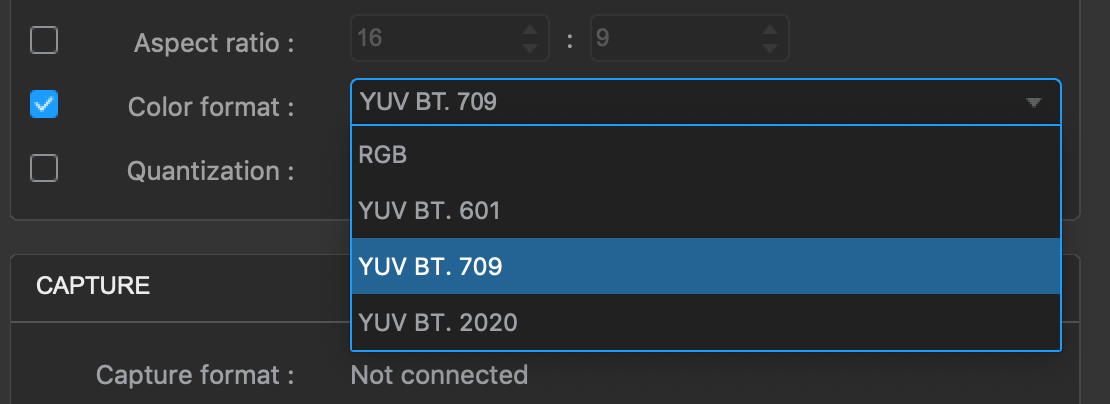 Aspect ratio : 16 : 9
Color format : YUV BT. 709
RGB
YUV BT. 601
Quantization :
YUV BT. 709
CAPTURE
YUV BT. 2020
Capture format : Not connected